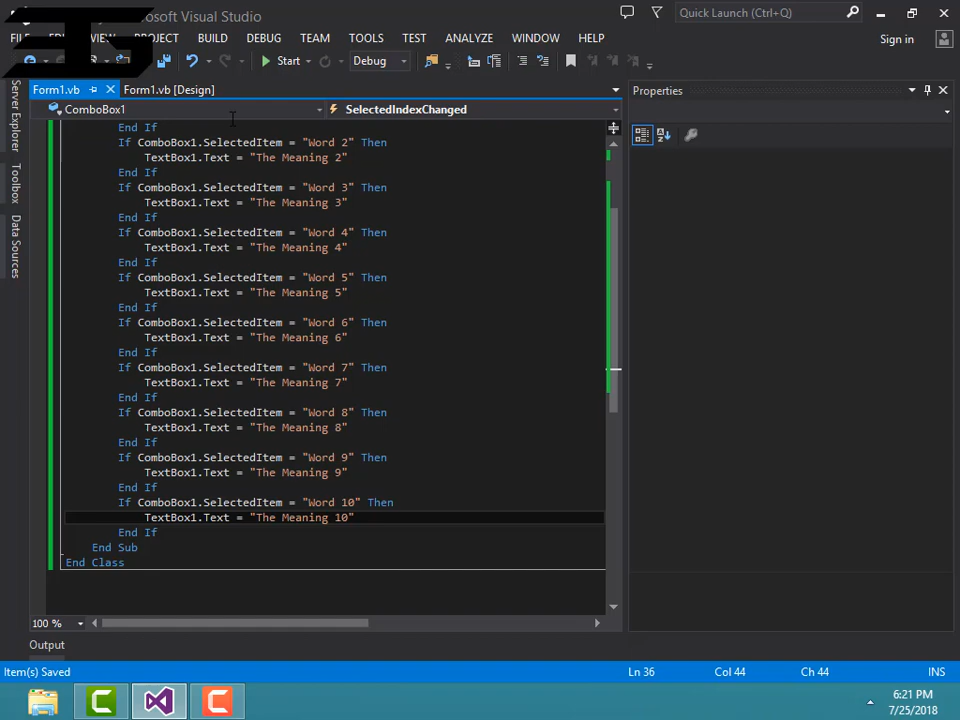 Microsoft Visual Studio
Quick Launch (Ctrl+Q)
FILE EDIT VIEW PROJECT BUILD DEBUG TEAM TOOLS TEST ANALYZE WINDOW HELP
Sign in
Start
Debug
Form1.vb
Form1.vb [Design]
Properties
ComboBox1
SelectedIndexChanged
Server Explorer
Toolbox
Data Sources
End If
If ComboBox1.SelectedItem = "Word 2" Then
TextBox1.Text = "The Meaning 2"
End If
If ComboBox1.SelectedItem = "Word 3" Then
TextBox1.Text = "The Meaning 3"
End If
If ComboBox1.SelectedItem = "Word 4" Then
TextBox1.Text = "The Meaning 4"
End If
If ComboBox1.SelectedItem = "Word 5" Then
TextBox1.Text = "The Meaning 5"
End If
If ComboBox1.SelectedItem = "Word 6" Then
TextBox1.Text = "The Meaning 6"
End If
If ComboBox1.SelectedItem = "Word 7" Then
TextBox1.Text = "The Meaning 7"
End If
If ComboBox1.SelectedItem = "Word 8" Then
TextBox1.Text = "The Meaning 8"
End If
If ComboBox1.SelectedItem = "Word 9" Then
TextBox1.Text = "The Meaning 9"
End If
If ComboBox1.SelectedItem = "Word 10" Then
TextBox1.Text = "The Meaning 10"
End If
End Sub
End Class
100 %
Output
Item(s) Saved
Ln 36
Col 44
Ch 44
INS
6:21 PM
7/25/2018